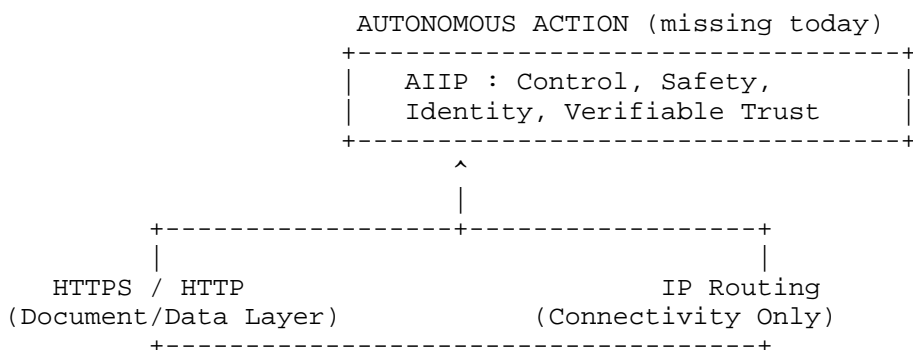 AUTONOMOUS ACTION (missing today)
AIIP : Control, Safety,
Identity, Verifiable Trust
HTTPS / HTTP IP Routing
(Document/Data Layer) (Connectivity Only)